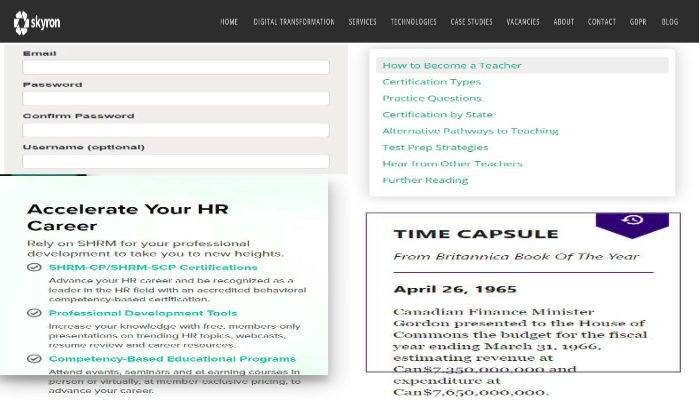 skyron
HOME DIGITAL TRANSFORMATION SERVICES TECHNOLOGIES CASE STUDIES VACANCIES ABOUT CONTACT GDPR BLOG
Email
Password
Confirm Password
Username (optional)
How to Become a Teacher
Certification Types
Practice Questions
Certification by State
Alternative Pathways to Teaching
Test Prep Strategies
Hear from Other Teachers
Further Reading
Accelerate Your HR
Career
Rely on SHRM for your professional
development to take you to new heights.
SHRM-CP/SHRM-SCP Certifications
Advance your HR career and be recognized as a
leader in the HR field with an accredited behavioral
competency-based certification.
Professional Development Tools
Increase your knowledge with free, members-only
presentations on trending HR topics, webcasts,
resume review and career resources.
Competency-Based Educational Programs
Attend events, seminars and eLearning courses in
person or virtually, at member-exclusive pricing, to
advance your career.
TIME CAPSULE
From Britannica Book Of The Year
April 26, 1965
Canadian Finance Minister
Gordon presented to the House of
Commons the budget for the fiscal
year ending March 31, 1966,
estimating revenue at
Can$7,350,000,000 and
expenditure at
Can$7,650,000,000.